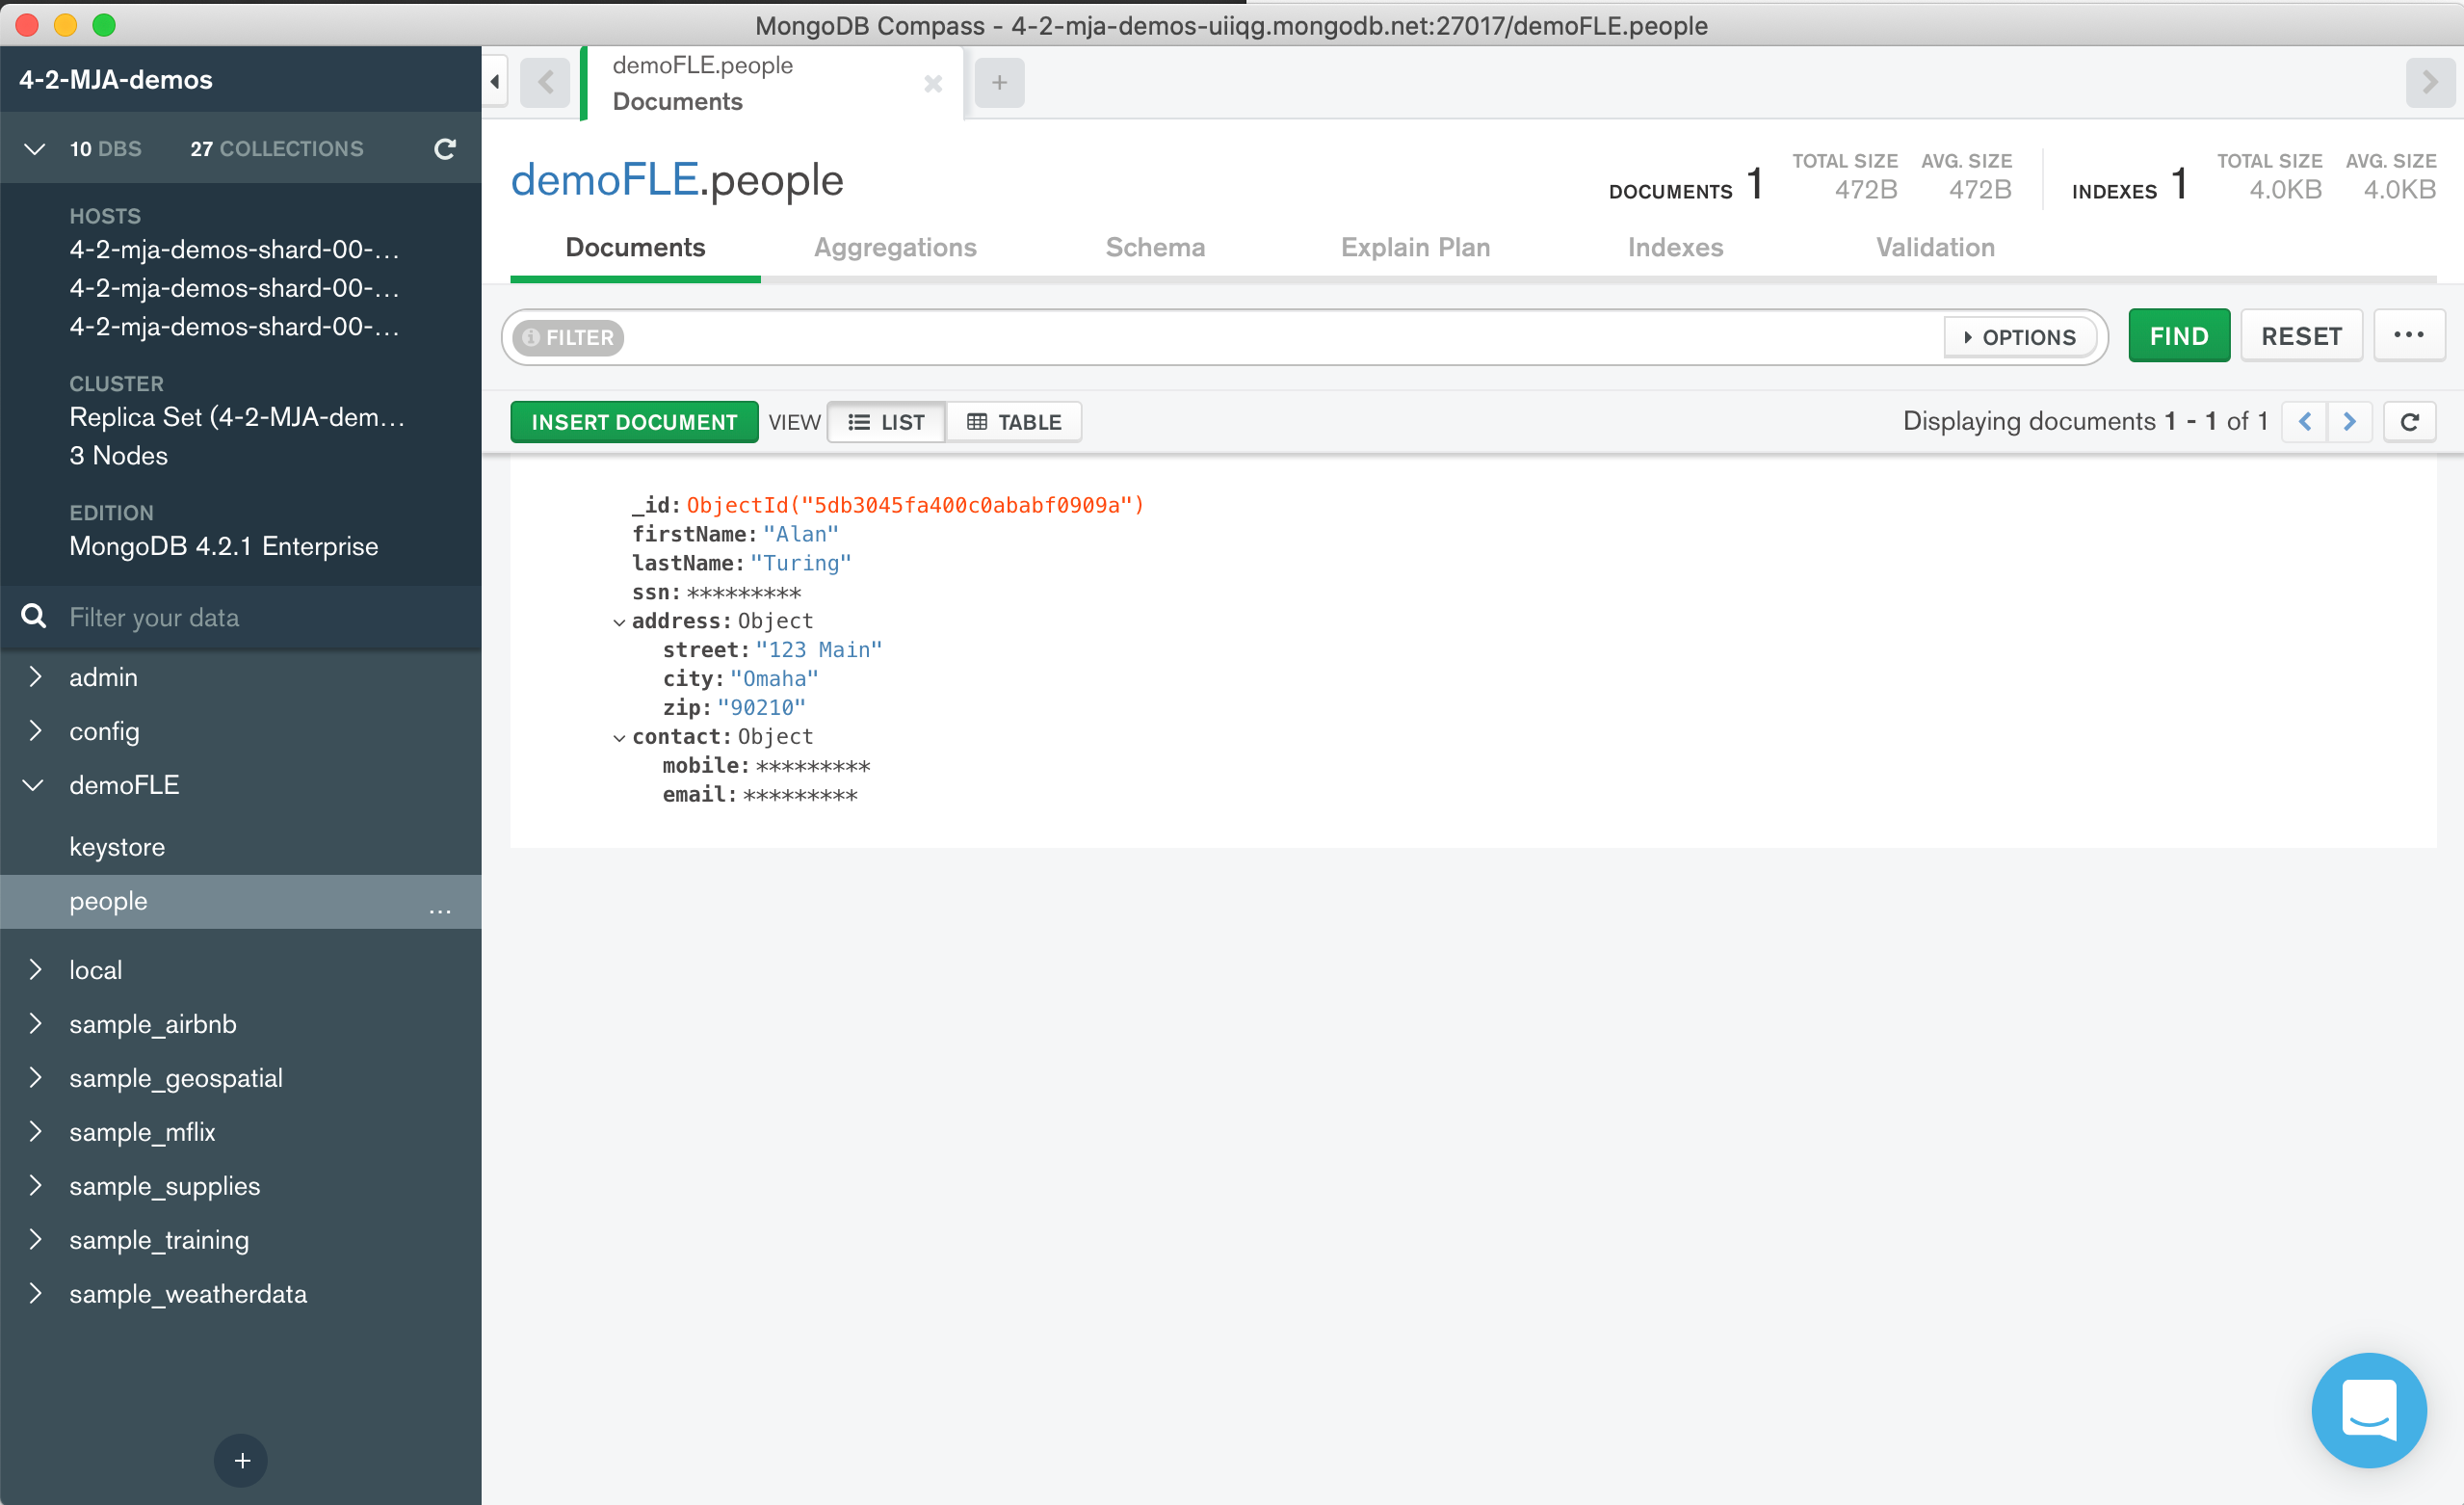 MongoDB Compass - 4-2-mja-demos-uiiqg.mongodb.net:27017/demoFLE.people
4-2-MJA-demos
10 DBS 27 COLLECTIONS
HOSTS
4-2-mja-demos-shard-00-...
4-2-mja-demos-shard-00-...
4-2-mja-demos-shard-00-...
CLUSTER
Replica Set (4-2-MJA-dem...
3 Nodes
EDITION
MongoDB 4.2.1 Enterprise
Filter your data
admin
config
demoFLE
keystore
people ...
local
sample_airbnb
sample_geospatial
sample_mflix
sample_supplies
sample_training
sample_weatherdata
+
demoFLE.people
Documents
+
demoFLE.people
DOCUMENTS 1 TOTAL SIZE 472B AVG. SIZE 472B INDEXES 1 TOTAL SIZE 4.0KB AVG. SIZE 4.0KB
Documents Aggregations Schema Explain Plan Indexes Validation
FILTER OPTIONS FIND RESET ...
INSERT DOCUMENT VIEW LIST TABLE Displaying documents 1 - 1 of 1
_id: ObjectId("5db3045fa400c0ababf0909a")
firstName: "Alan"
lastName: "Turing"
ssn: *********
address: Object
street: "123 Main"
city: "Omaha"
zip: "90210"
contact: Object
mobile: *********
email: *********